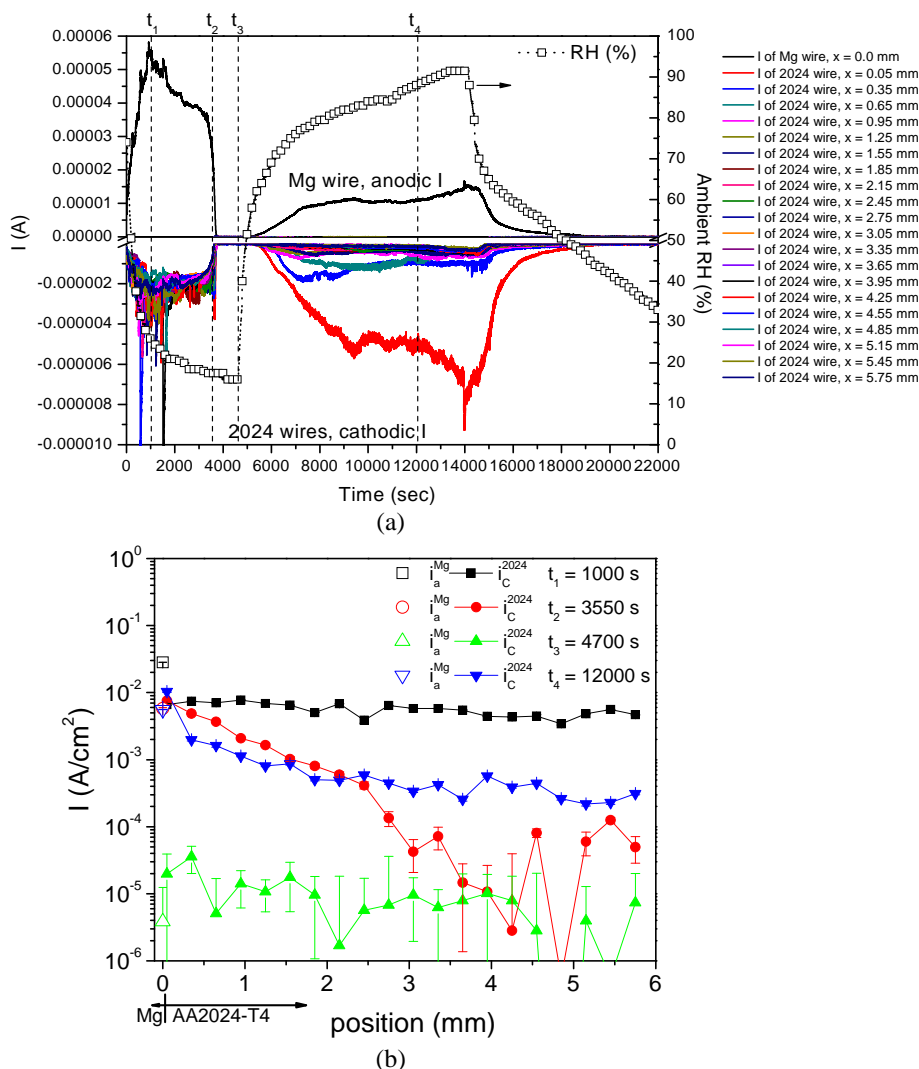 t1 t2 t3 t4
0.00006
0.00005
0.00004
0.00003
0.00002
0.00001
0.00000
-0.000002
-0.000004
-0.000006
-0.000008
-0.000010
I (A)
RH (%)
Mg wire, anodic I
2024 wires, cathodic I
100
90
80
70
60
50
40
30
20
10
0
Ambient RH (%)
0 2000 4000 6000 8000 10000 12000 14000 16000 18000 20000 22000
Time (sec)
I of Mg wire, x = 0.0 mm
I of 2024 wire, x = 0.05 mm
I of 2024 wire, x = 0.35 mm
I of 2024 wire, x = 0.65 mm
I of 2024 wire, x = 0.95 mm
I of 2024 wire, x = 1.25 mm
I of 2024 wire, x = 1.55 mm
I of 2024 wire, x = 1.85 mm
I of 2024 wire, x = 2.15 mm
I of 2024 wire, x = 2.45 mm
I of 2024 wire, x = 2.75 mm
I of 2024 wire, x = 3.05 mm
I of 2024 wire, x = 3.35 mm
I of 2024 wire, x = 3.65 mm
I of 2024 wire, x = 3.95 mm
I of 2024 wire, x = 4.25 mm
I of 2024 wire, x = 4.55 mm
I of 2024 wire, x = 4.85 mm
I of 2024 wire, x = 5.15 mm
I of 2024 wire, x = 5.45 mm
I of 2024 wire, x = 5.75 mm
(a)
10^0
10^-1
10^-2
10^-3
10^-4
10^-5
10^-6
I (A/cm²)
i_a^Mg i_C^2024 t1 = 1000 s
i_a^Mg i_C^2024 t2 = 3550 s
i_a^Mg i_C^2024 t3 = 4700 s
i_a^Mg i_C^2024 t4 = 12000 s
0 1 2 3 4 5 6
Mg AA2024-T4
position (mm)
(b)